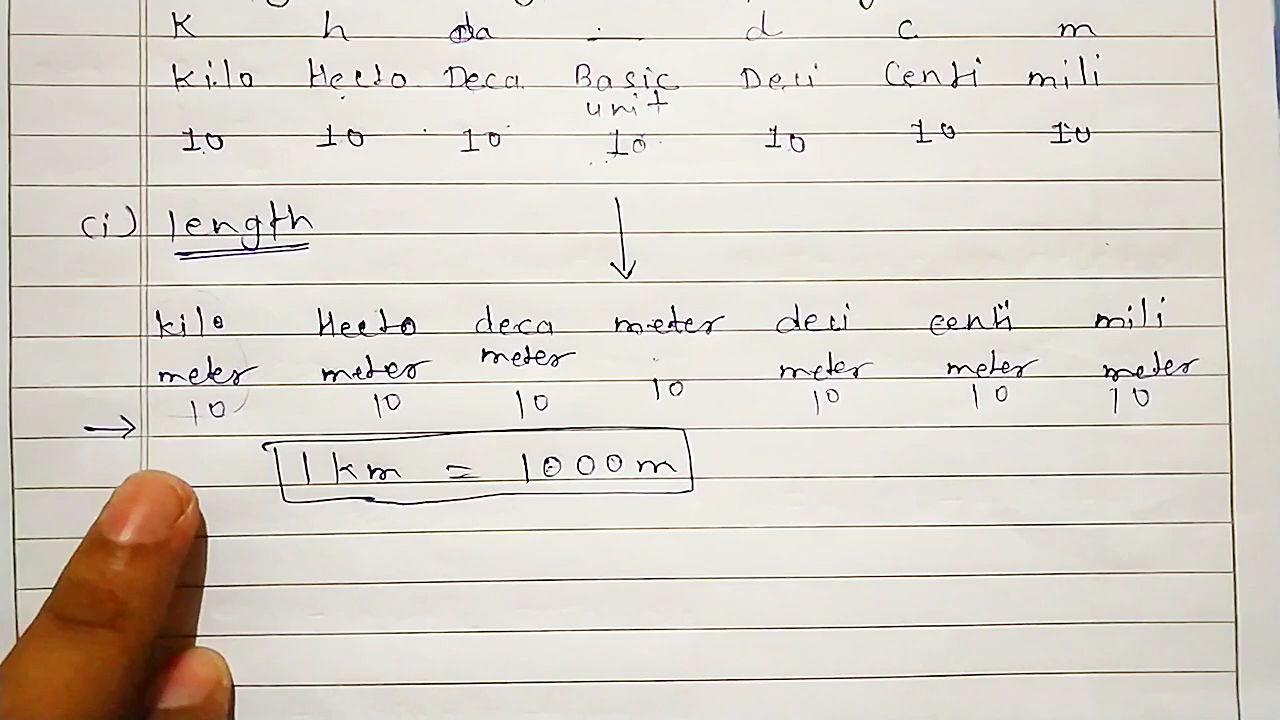 K h da . d c m
kilo Hecto Deca Basic Deci Centi mili
unit
10 10 10 10 10 10 10
(i) length
kilo Hecto deca meter deci centi mili
meter meter meter meter meter meter
10 10 10 10 10 10 10
1 km = 1000m